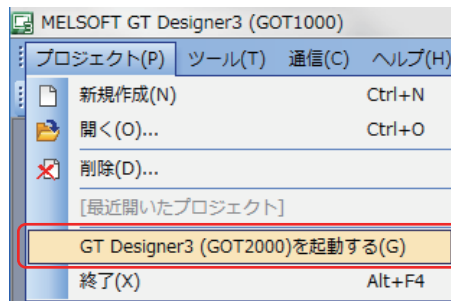 MELSOFT GT Designer3 (GOT1000)
プロジェクト(P) ツール(T) 通信(C) ヘルプ(H)
新規作成(N) Ctrl+N
開く(O)... Ctrl+O
削除(D)...
[最近開いたプロジェクト]
GT Designer3 (GOT2000)を起動する(G)
終了(X) Alt+F4